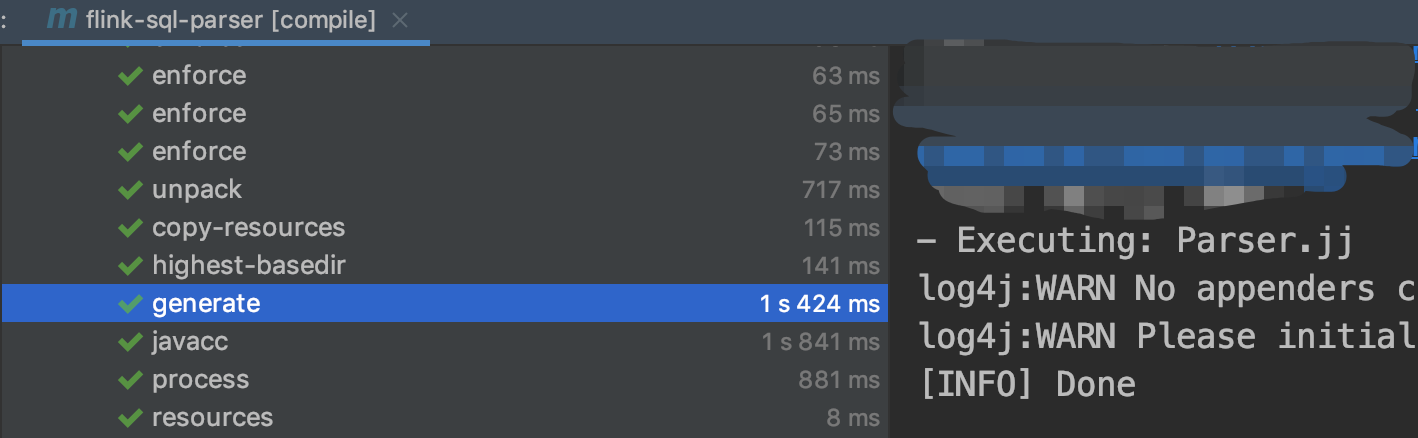 : m flink-sql-parser [compile] ×
enforce 63 ms
enforce 65 ms
enforce 73 ms
unpack 717 ms
copy-resources 115 ms
highest-basedir 141 ms
generate 1 s 424 ms
javacc 1 s 841 ms
process 881 ms
resources 8 ms
- Executing: Parser.jj
log4j:WARN No appenders c
log4j:WARN Please initial
[INFO] Done